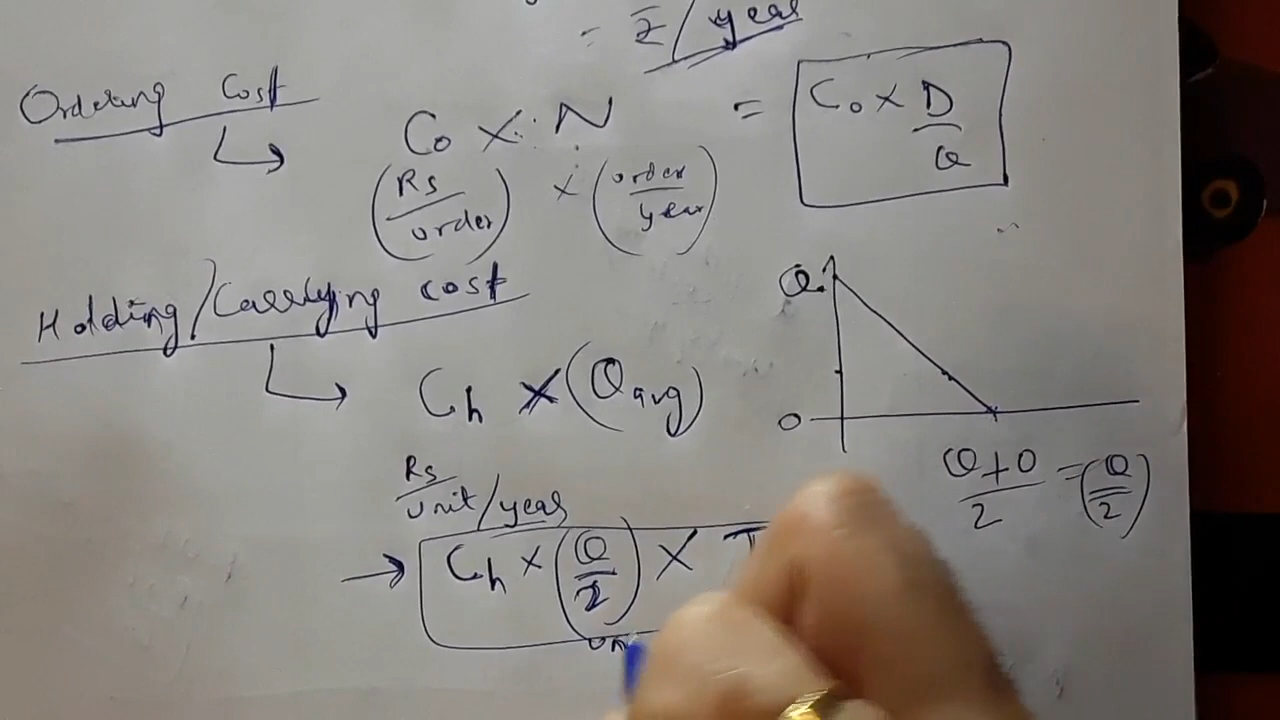 = ₹/year
Ordering Cost
Co × N = Co × D/Q
(Rs/order) × (order/year)
Holding/Carrying cost
Q
Ch × (Q avg)
0
Rs/unit/year
Q+0/2 = (Q/2)
→ Ch × (Q/2) × T